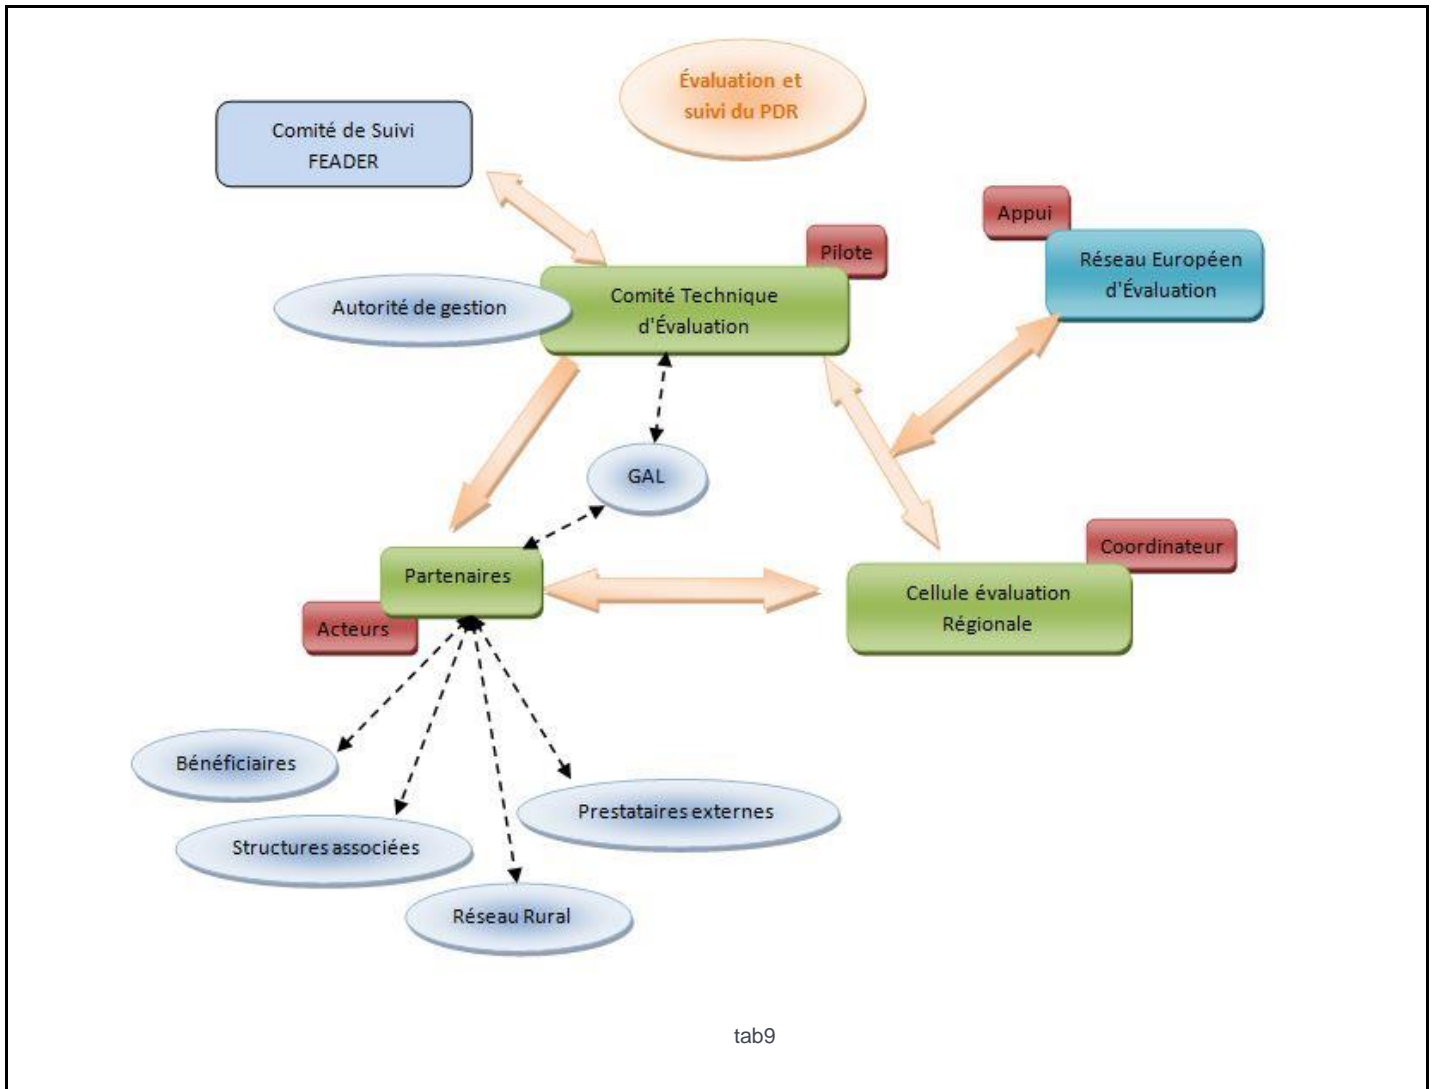 Évaluation et
suivi du PDR
Comité de Suivi
FEADER
Appui
Réseau Européen
d'Évaluation
Pilote
Comité Technique
d'Évaluation
Autorité de gestion
GAL
Coordinateur
Cellule évaluation
Régionale
Partenaires
Acteurs
Bénéficiaires
Prestataires externes
Structures associées
Réseau Rural
tab9